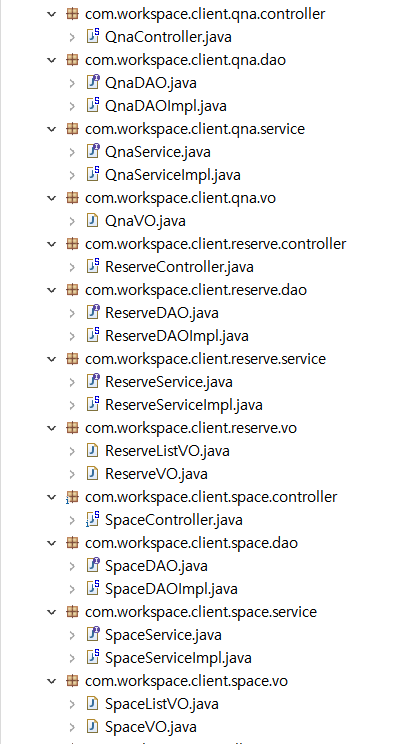 com.workspace.client.qna.controller
QnaController.java
com.workspace.client.qna.dao
QnaDAO.java
QnaDAOImpl.java
com.workspace.client.qna.service
QnaService.java
QnaServiceImpl.java
com.workspace.client.qna.vo
QnaVO.java
com.workspace.client.reserve.controller
ReserveController.java
com.workspace.client.reserve.dao
ReserveDAO.java
ReserveDAOImpl.java
com.workspace.client.reserve.service
ReserveService.java
ReserveServiceImpl.java
com.workspace.client.reserve.vo
ReserveListVO.java
ReserveVO.java
com.workspace.client.space.controller
SpaceController.java
com.workspace.client.space.dao
SpaceDAO.java
SpaceDAOImpl.java
com.workspace.client.space.service
SpaceService.java
SpaceServiceImpl.java
com.workspace.client.space.vo
SpaceListVO.java
SpaceVO.java